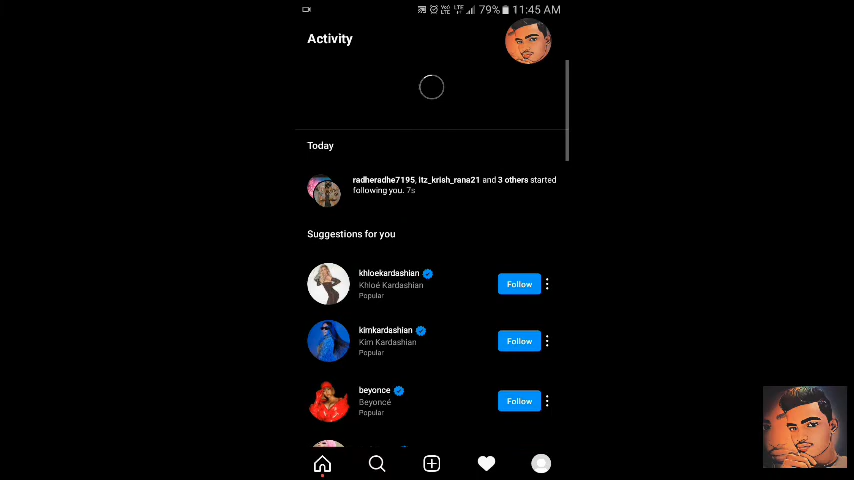 79% 11:45 AM
Activity
Today
radheradhe7195, itz_krish_rana21 and 3 others started
following you. 7s
Suggestions for you
khloekardashian
Khloé Kardashian
Popular
Follow
kimkardashian
Kim Kardashian
Popular
Follow
beyonce
Beyoncé
Popular
Follow